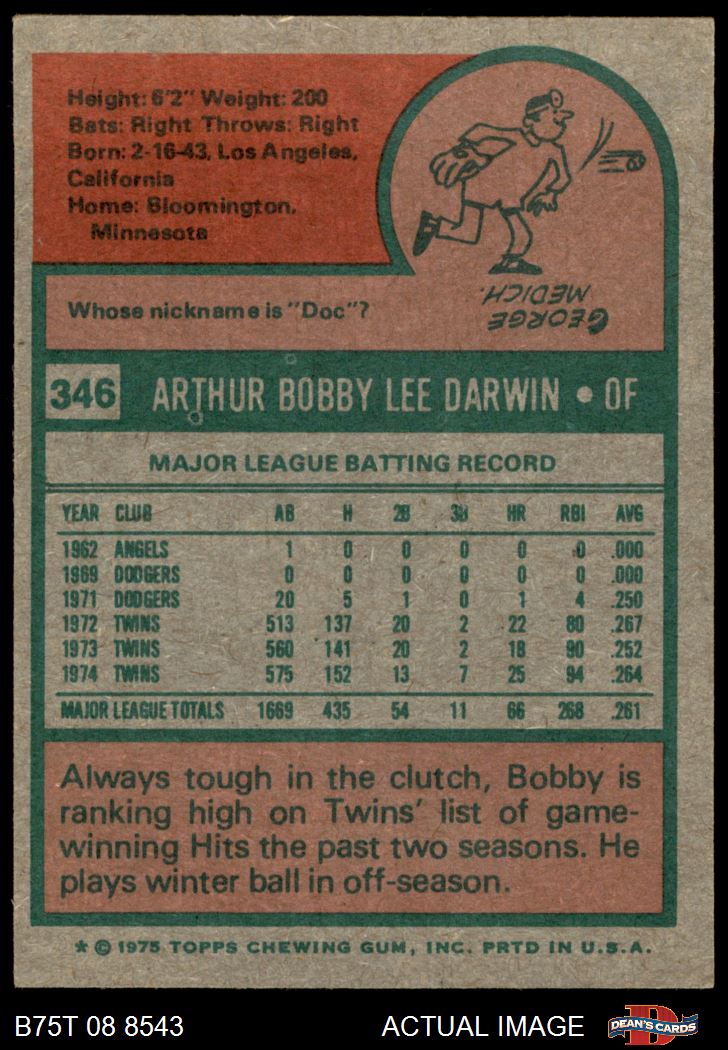 Height: 6'2" Weight: 200
Bats: Right Throws: Right
Born: 2-16-43, Los Angeles,
California
Home: Bloomington,
Minnesota
Whose nickname is "Doc"?
GEORGE
MEDICH.
346 ARTHUR BOBBY LEE DARWIN • OF
MAJOR LEAGUE BATTING RECORD
YEAR CLUB AB H 2B 3B HR RBI AVG
1962 ANGELS 1 0 0 0 0 0 .000
1969 DODGERS 0 0 0 0 0 0 .000
1971 DODGERS 20 5 1 0 1 4 .250
1972 TWINS 513 137 20 2 22 80 .267
1973 TWINS 560 141 20 2 18 90 .252
1974 TWINS 575 152 13 7 25 94 .264
MAJOR LEAGUE TOTALS 1669 435 54 11 66 268 .261
Always tough in the clutch, Bobby is
ranking high on Twins' list of game-
winning Hits the past two seasons. He
plays winter ball in off-season.
* © 1975 TOPPS CHEWING GUM, INC. PRTD IN U.S.A.
B75T 08 8543 ACTUAL IMAGE D DEAN'S CARDS